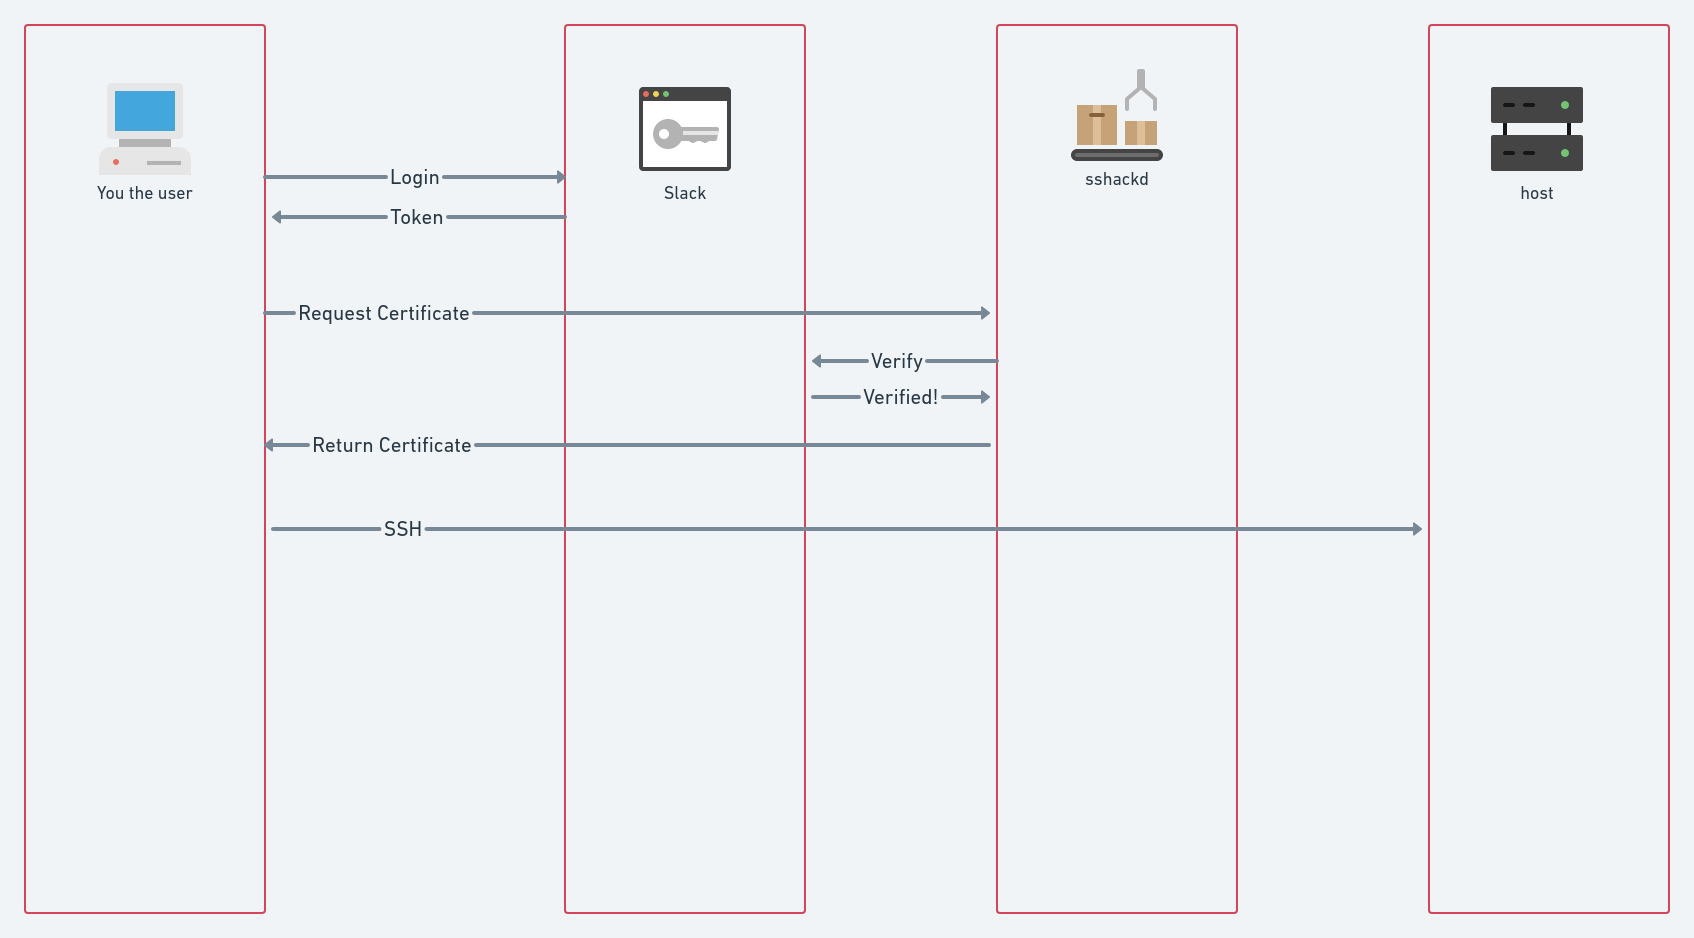 You the user
Slack
sshackd
host
Login
Token
Request Certificate
Verify
Verified!
Return Certificate
SSH